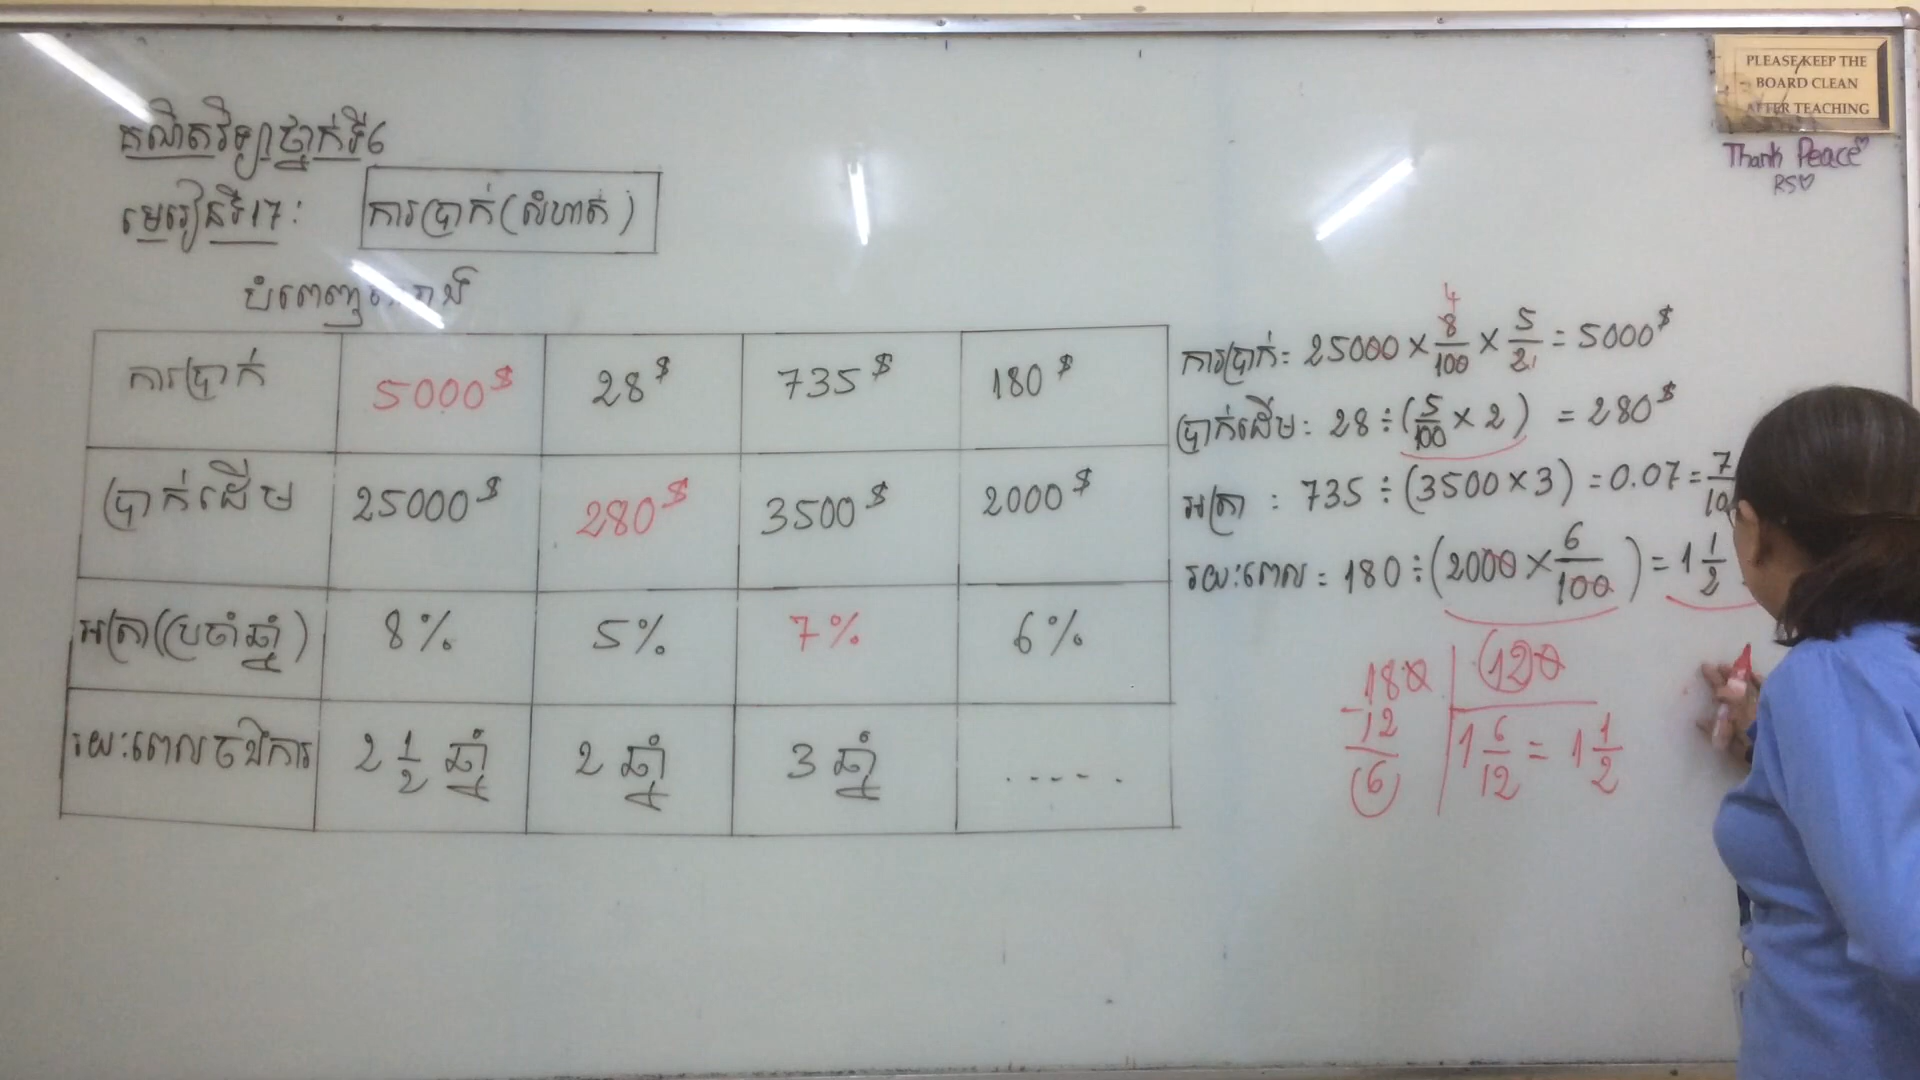 PLEASE KEEP THE
BOARD CLEAN
AFTER TEACHING
Thank Peace
RS♡
គណិតវិទ្យាថ្នាក់ទី6
មេរៀនទី17: ការប្រាក់(លំហាត់)
បំពេញតារាង
ការប្រាក់ 5000$ 28$ 735$ 180$
ប្រាក់ដើម 25000$ 280$ 3500$ 2000$
អត្រា(ប្រចាំឆ្នាំ) 8% 5% 7% 6%
រយៈពេលចងការ 2 1/2 ឆ្នាំ 2 ឆ្នាំ 3 ឆ្នាំ .....
ការប្រាក់: 25000 × 8/100 × 5/2 = 5000$
4
ប្រាក់ដើម: 28 ÷ (5/100 × 2) = 280$
អត្រា : 735 ÷ (3500 × 3) = 0.07 = 7/10
រយៈពេល = 180 ÷ (2000 × 6/100) = 1 1/2
180 120
-12 1 6/12 = 1 1/2
6